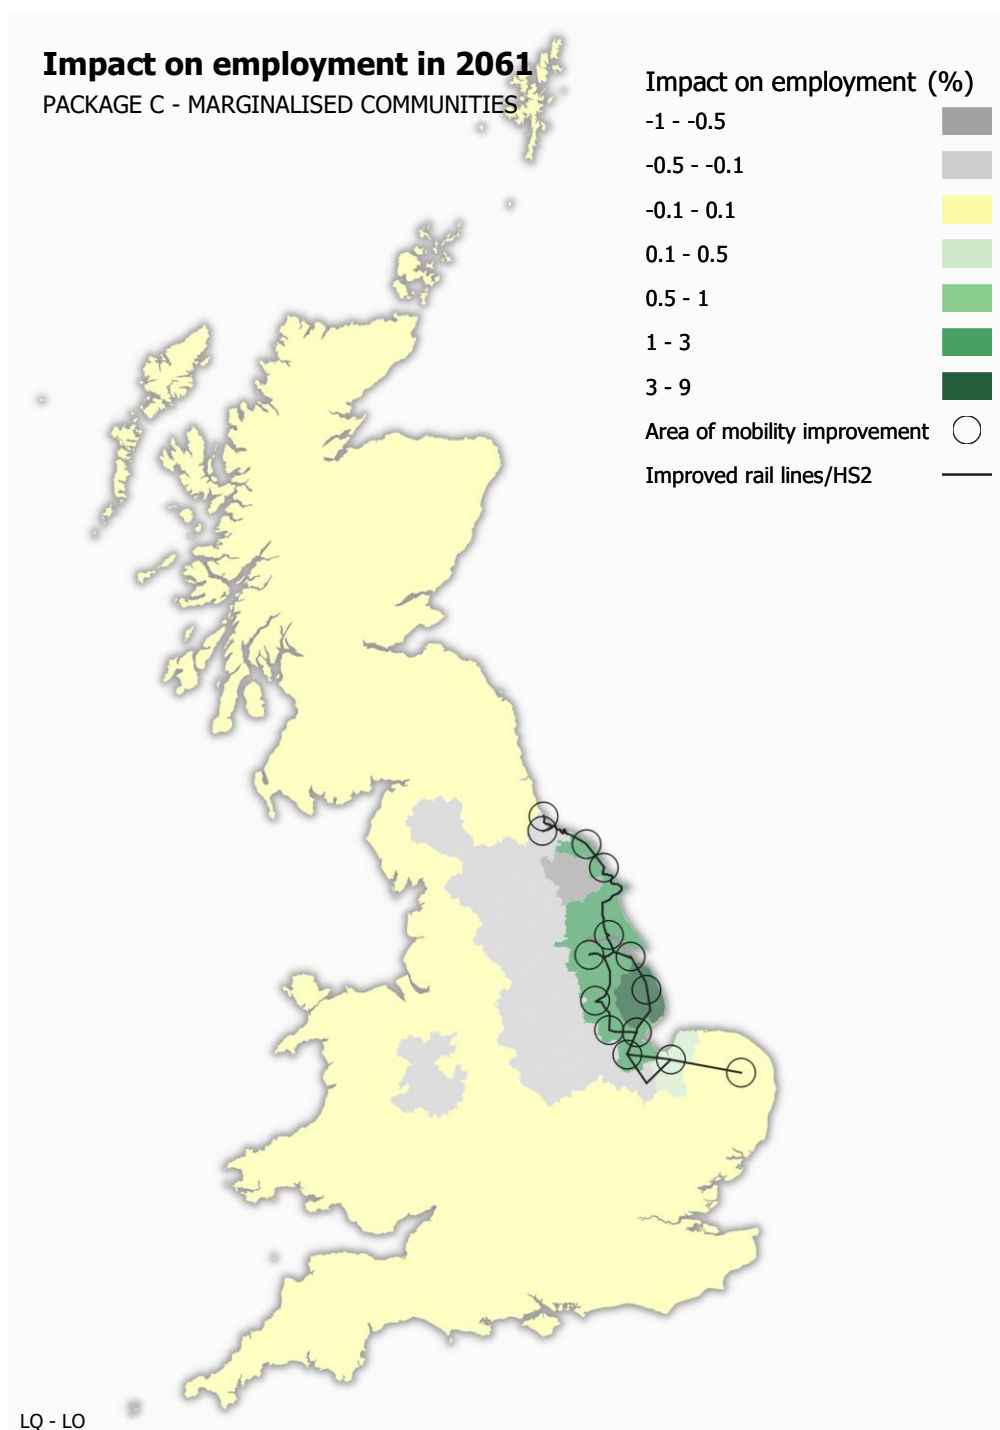 Impact on employment in 2061
PACKAGE C - MARGINALISED COMMUNITIES
Impact on employment (%)
-1 - -0.5
-0.5 - -0.1
-0.1 - 0.1
0.1 - 0.5
0.5 - 1
1 - 3
3 - 9
Area of mobility improvement
Improved rail lines/HS2
LQ - LO